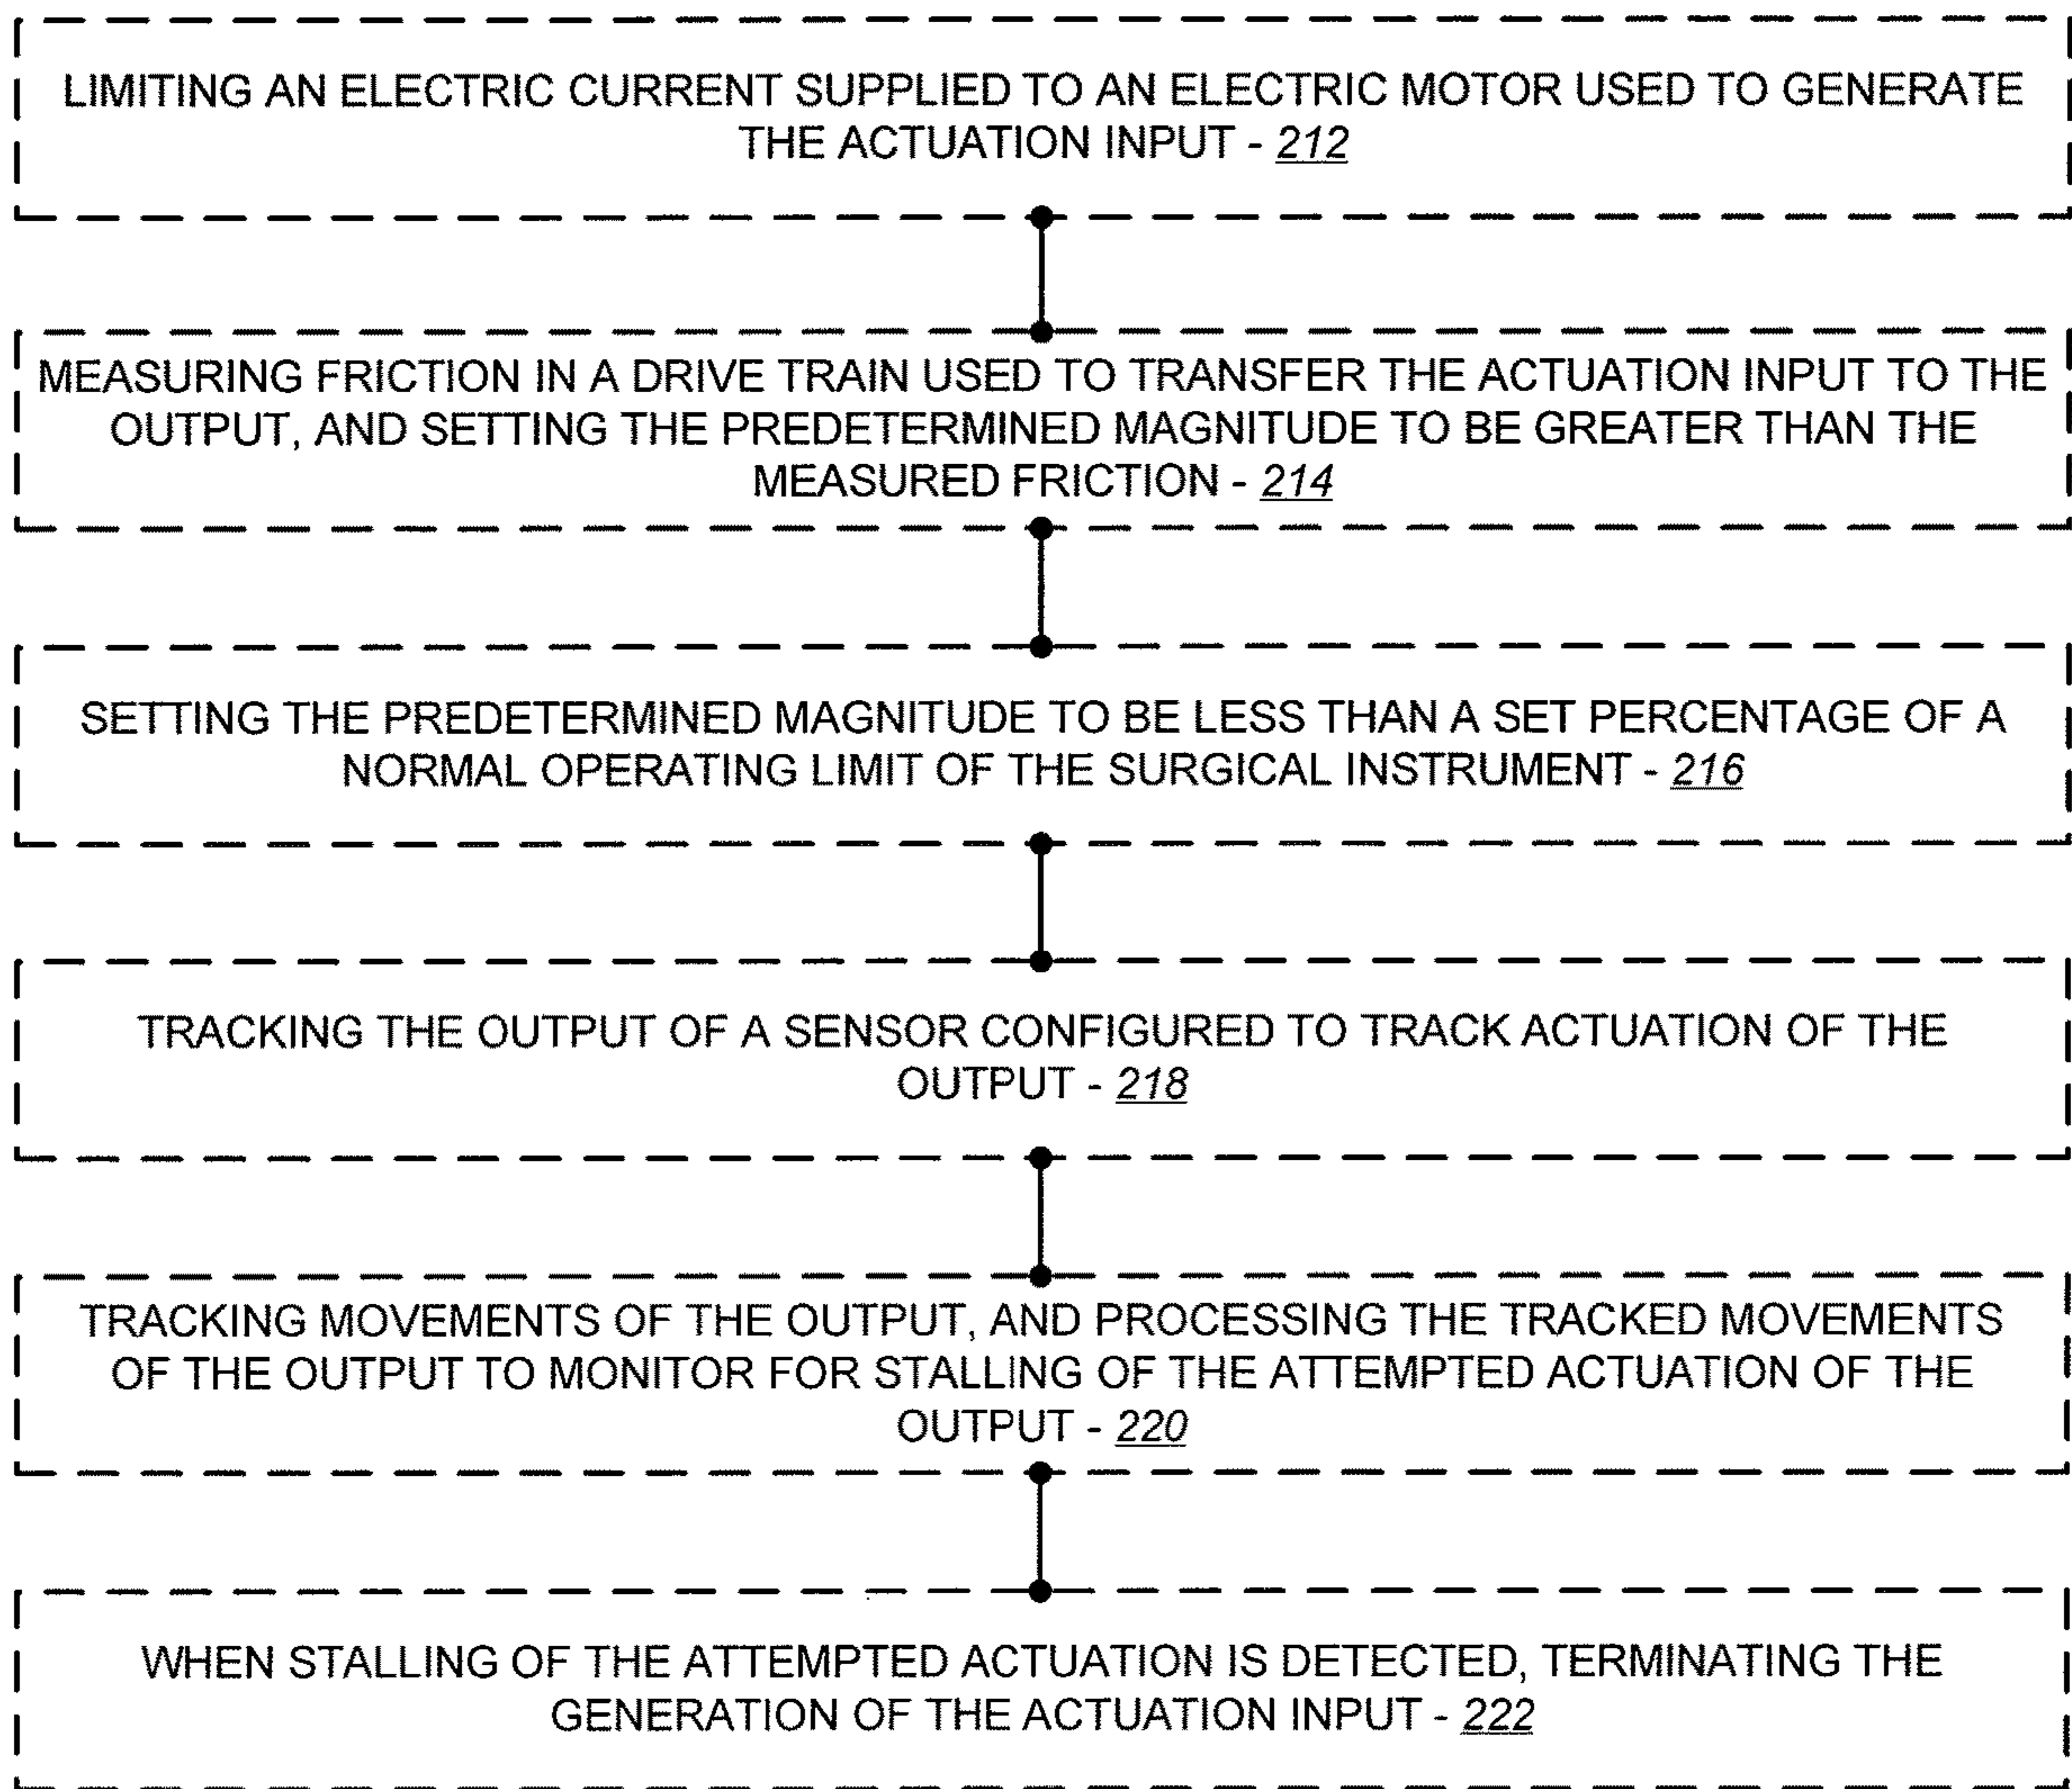 LIMITING AN ELECTRIC CURRENT SUPPLIED TO AN ELECTRIC MOTOR USED TO GENERATE
THE ACTUATION INPUT - 212
MEASURING FRICTION IN A DRIVE TRAIN USED TO TRANSFER THE ACTUATION INPUT TO THE
OUTPUT, AND SETTING THE PREDETERMINED MAGNITUDE TO BE GREATER THAN THE
MEASURED FRICTION - 214
SETTING THE PREDETERMINED MAGNITUDE TO BE LESS THAN A SET PERCENTAGE OF A
NORMAL OPERATING LIMIT OF THE SURGICAL INSTRUMENT - 216
TRACKING THE OUTPUT OF A SENSOR CONFIGURED TO TRACK ACTUATION OF THE
OUTPUT - 218
TRACKING MOVEMENTS OF THE OUTPUT, AND PROCESSING THE TRACKED MOVEMENTS
OF THE OUTPUT TO MONITOR FOR STALLING OF THE ATTEMPTED ACTUATION OF THE
OUTPUT - 220
WHEN STALLING OF THE ATTEMPTED ACTUATION IS DETECTED, TERMINATING THE
GENERATION OF THE ACTUATION INPUT - 222